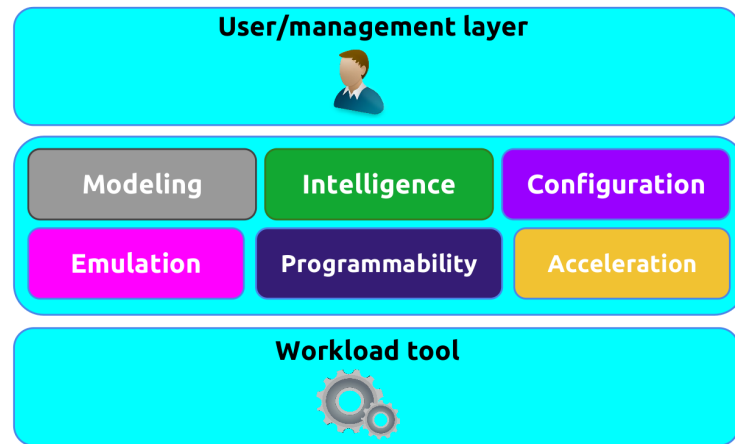 User/management layer
Modeling Intelligence Configuration
Emulation Programmability Acceleration
Workload tool